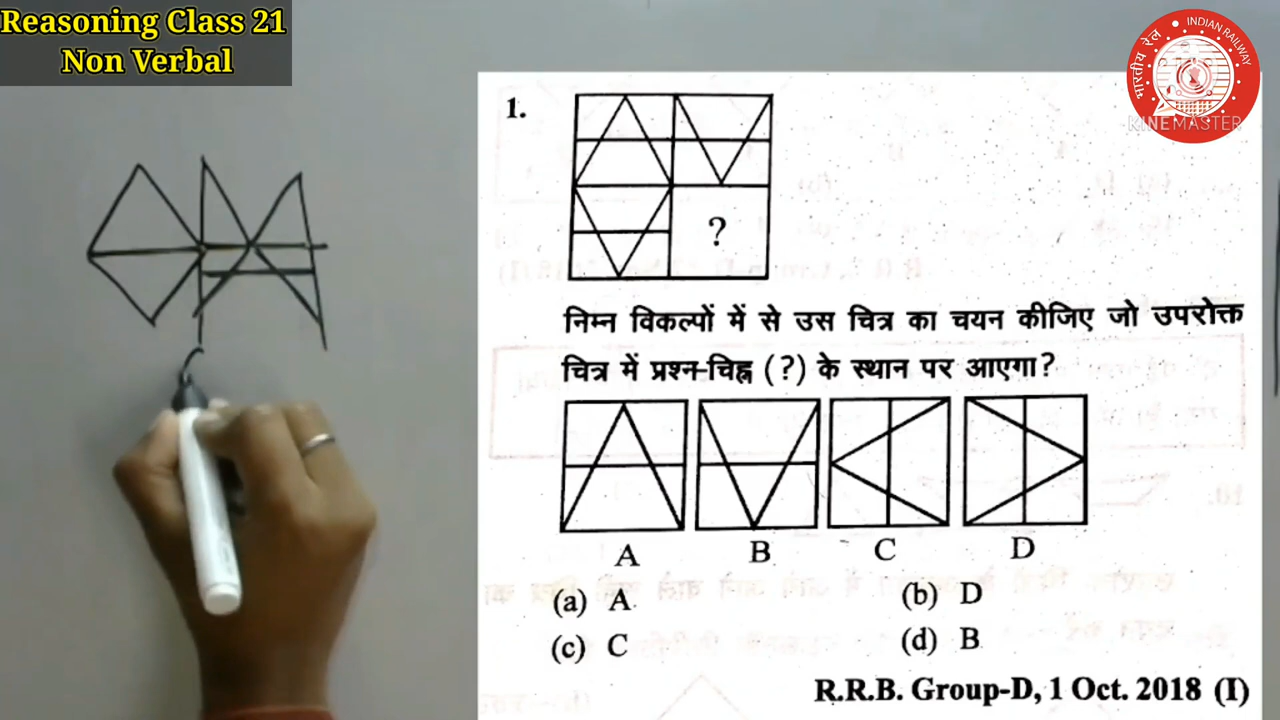 Reasoning Class 21
Non Verbal
भारतीय रेल
INDIAN RAILWAY
KINEMASTER
1.
?
निम्न विकल्पों में से उस चित्र का चयन कीजिए जो उपरोक्त
चित्र में प्रश्न-चिह्न (?) के स्थान पर आएगा?
A B C D
(a) A (b) D
(c) C (d) B
R.R.B. Group-D, 1 Oct. 2018 (I)